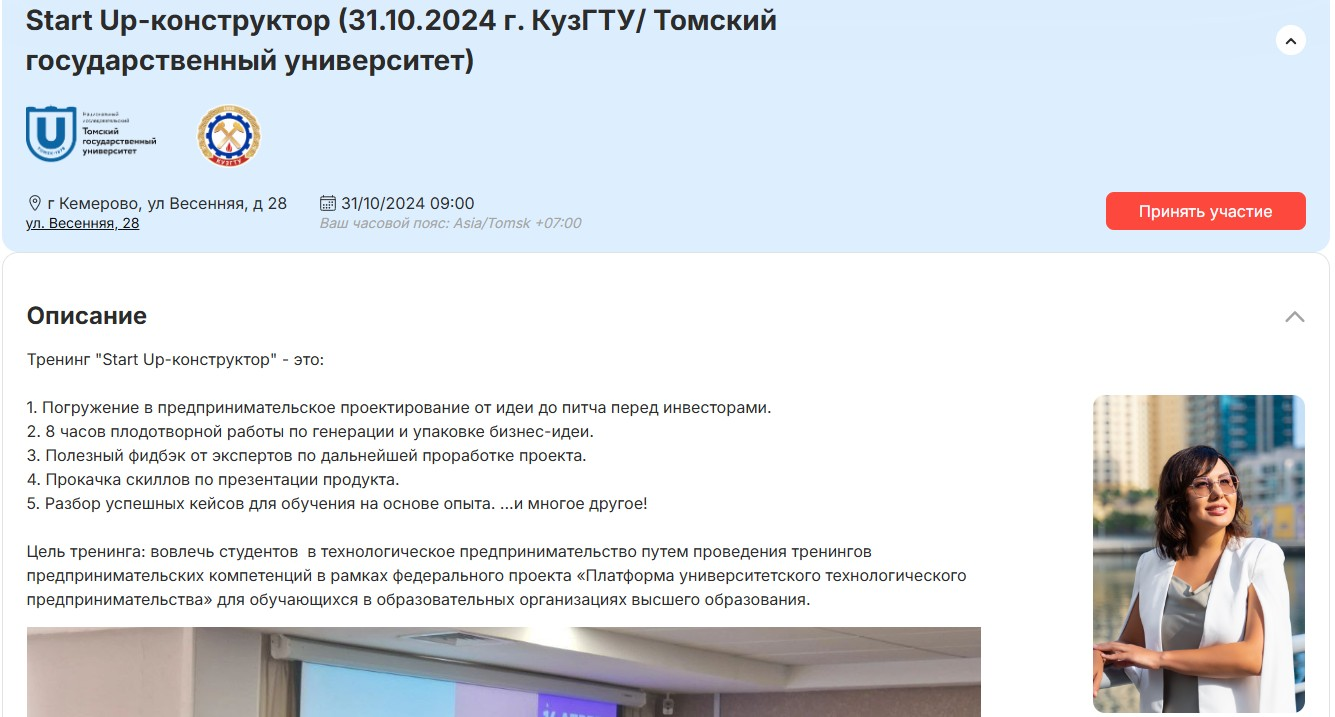 Start Up-конструктор (31.10.2024 г. КузГТУ/ Томский
государственный университет)
Томский
государственный
университет
КУЗГТУ
г Кемерово, ул Весенняя, д 28
31/10/2024 09:00
ул. Весенняя, 28
Ваш часовой пояс: Asia/Tomsk +07:00
Принять участие
Описание
Тренинг "Start Up-конструктор" - это:
1. Погружение в предпринимательское проектирование от идеи до питча перед инвесторами.
2. 8 часов плодотворной работы по генерации и упаковке бизнес-идеи.
3. Полезный фидбэк от экспертов по дальнейшей проработке проекта.
4. Прокачка скиллов по презентации продукта.
5. Разбор успешных кейсов для обучения на основе опыта. ...и многое другое!
Цель тренинга: вовлечь студентов  в технологическое предпринимательство путем проведения тренингов
предпринимательских компетенций в рамках федерального проекта «Платформа университетского технологического
предпринимательства» для обучающихся в образовательных организациях высшего образования.